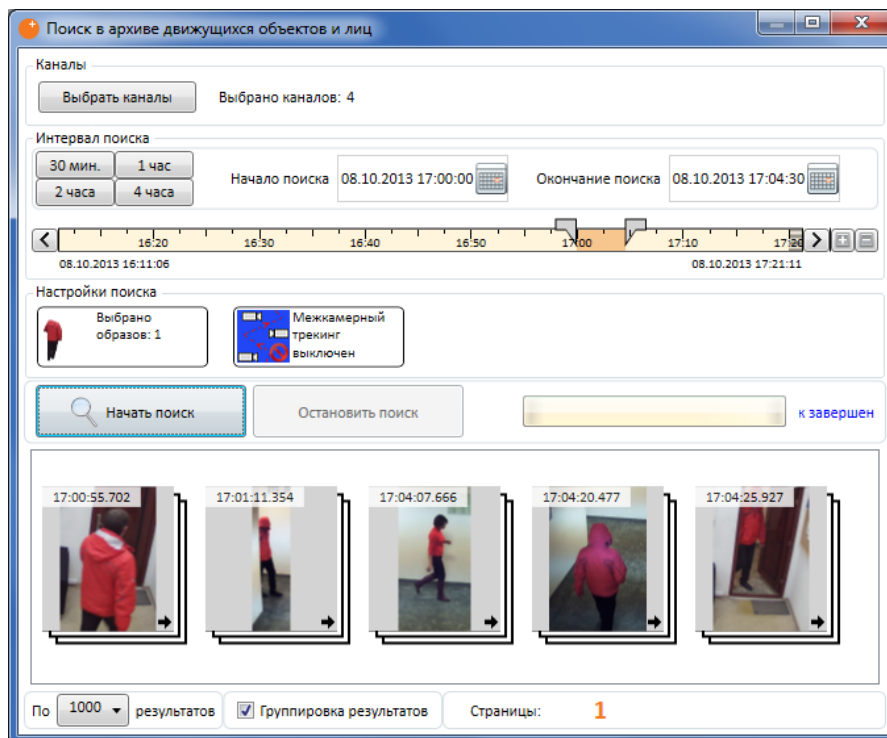 Поиск в архиве движущихся объектов и лиц
Каналы
Выбрать каналы Выбрано каналов: 4
Интервал поиска
30 мин. 1 час
2 часа 4 часа
Начало поиска 08.10.2013 17:00:00 Окончание поиска 08.10.2013 17:04:30
16:20 16:30 16:40 16:50 17:00 17:10 17:20
08.10.2013 16:11:06 08.10.2013 17:21:11
Настройки поиска
Выбрано
образов: 1
Межкамерный
трекинг
выключен
Начать поиск Остановить поиск к завершен
17:00:55.702 17:01:11.354 17:04:07.666 17:04:20.477 17:04:25.927
По 1000 результатов Группировка результатов Страницы: 1